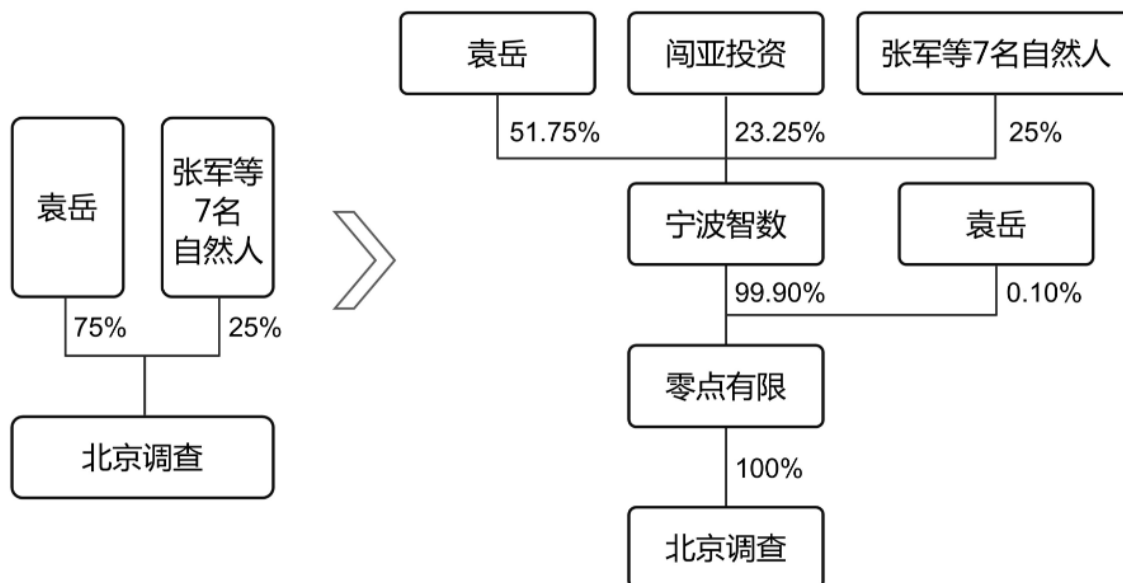 袁岳
张军等
7名
自然人
75%
25%
北京调查
袁岳
闯亚投资
张军等7名自然人
51.75%
23.25%
25%
宁波智数
袁岳
99.90%
0.10%
零点有限
100%
北京调查